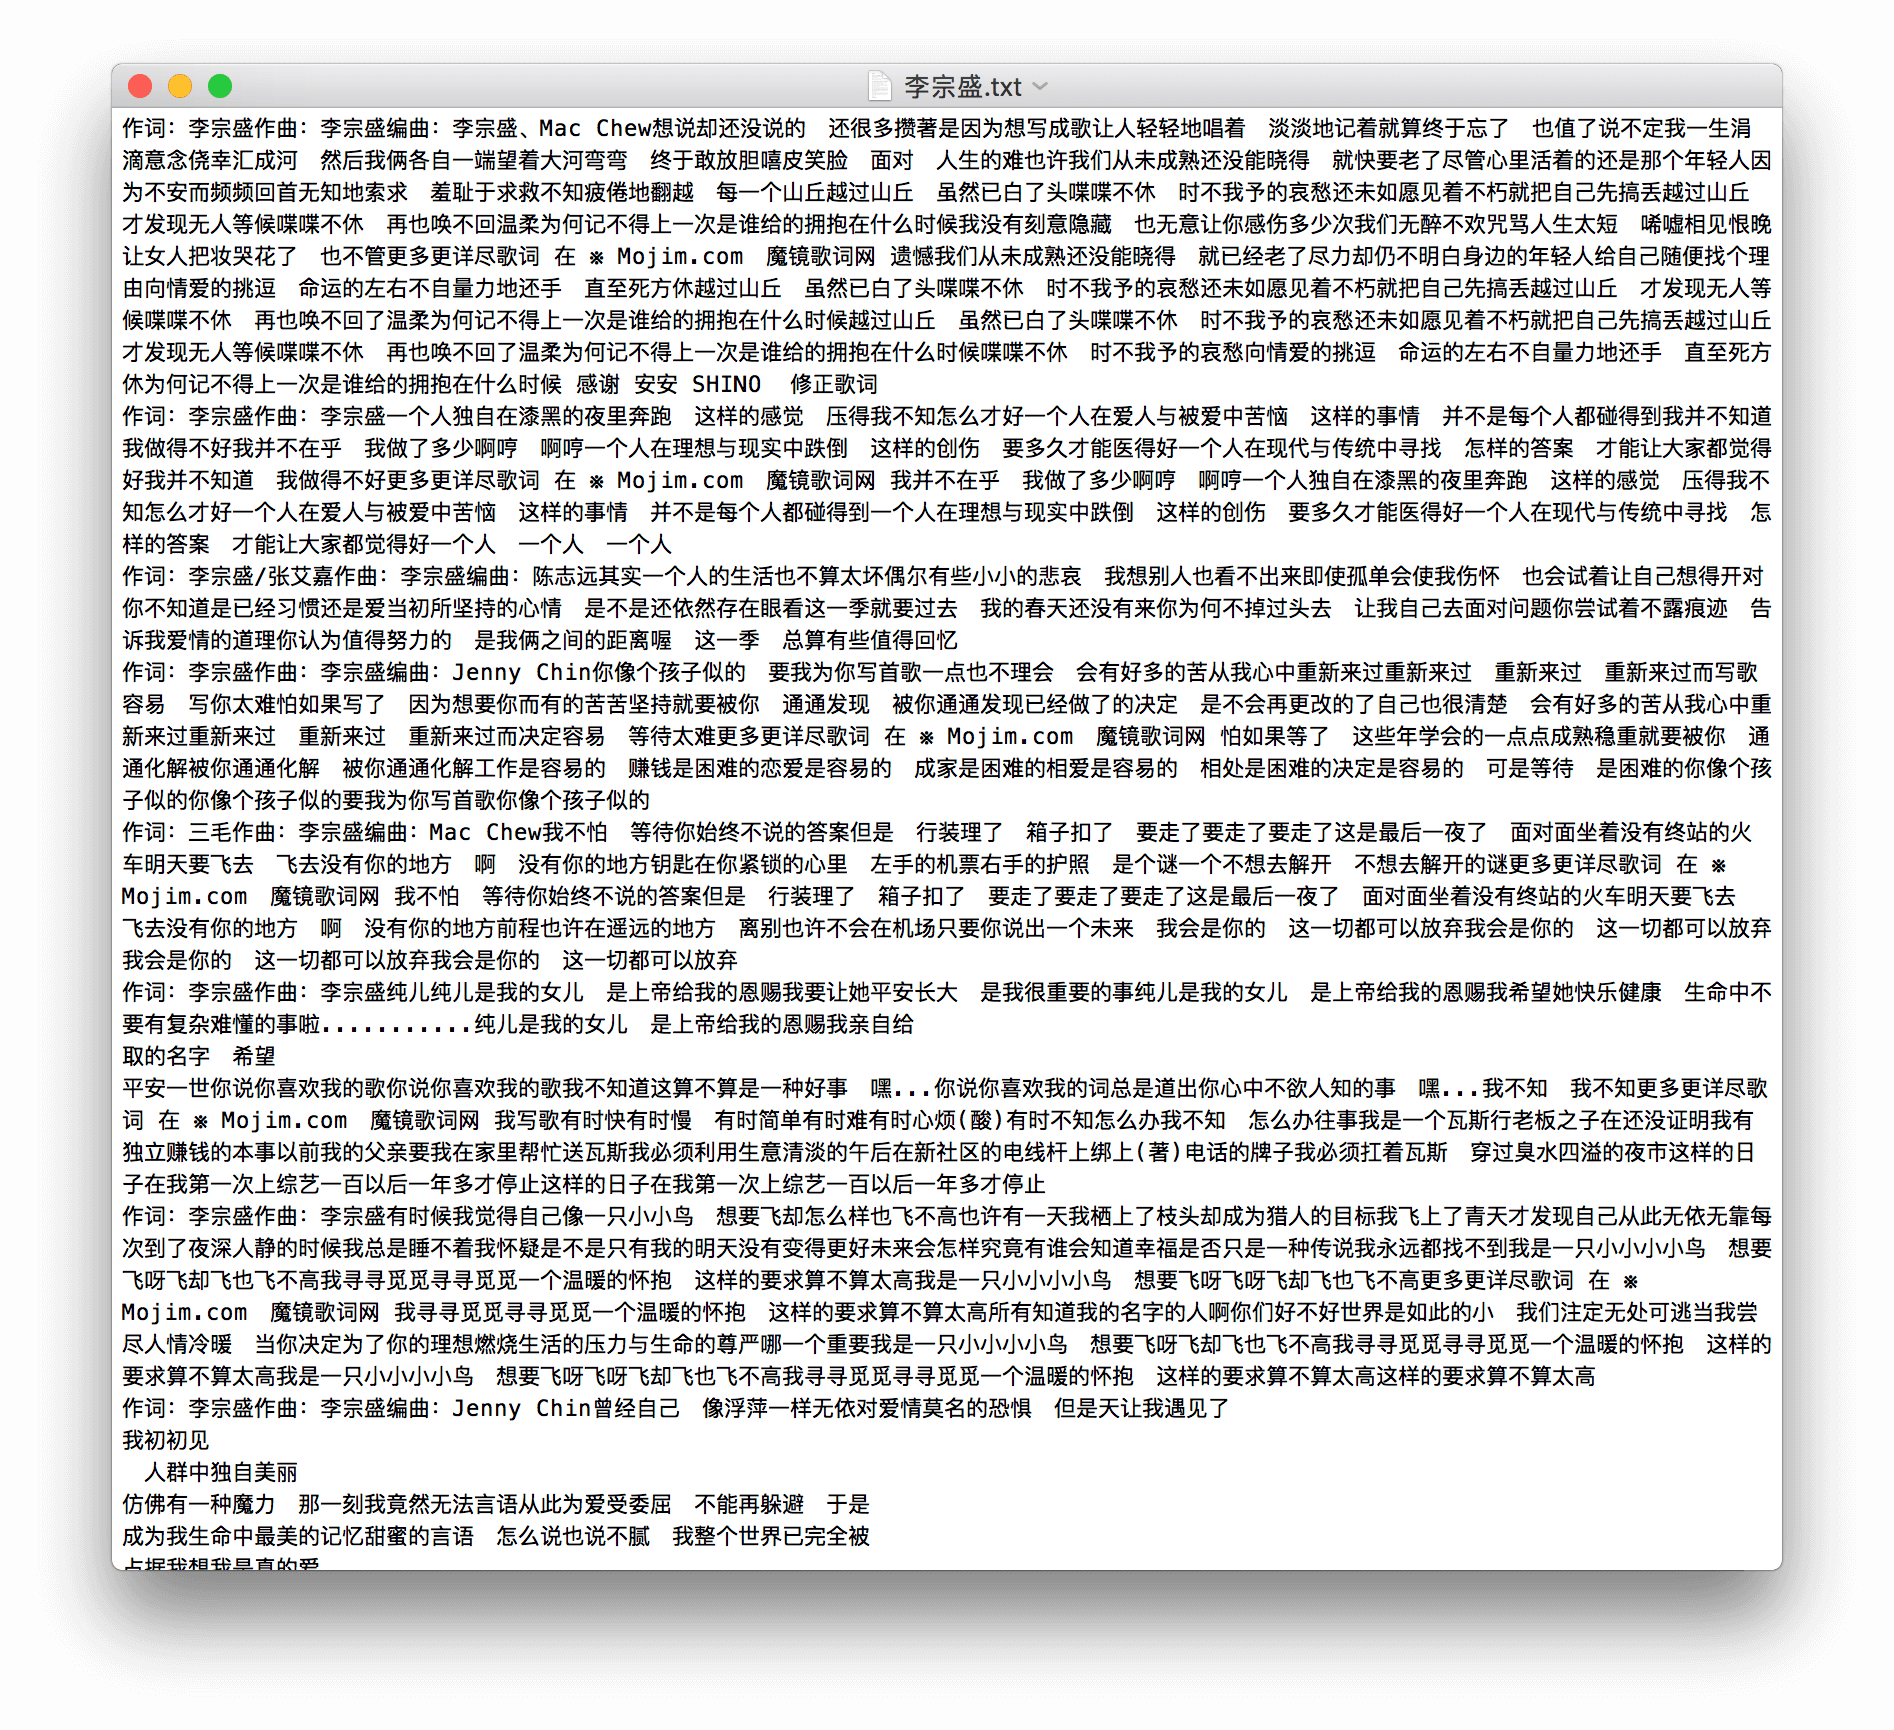 李宗盛.txt
作词：李宗盛作曲：李宗盛编曲：李宗盛、Mac Chew想说却还没说的　还很多攒著是因为想写成歌让人轻轻地唱着　淡淡地记着就算终于忘了　也值了说不定我一生涓
滴意念侥幸汇成河　然后我俩各自一端望着大河弯弯　终于敢放胆嘻皮笑脸　面对　人生的难也许我们从未成熟还没能晓得　就快要老了尽管心里活着的还是那个年轻人因
为不安而频频回首无知地索求　羞耻于求救不知疲倦地翻越　每一个山丘越过山丘　虽然已白了头喋喋不休　时不我予的哀愁还未如愿见着不朽就把自己先搞丢越过山丘
才发现无人等候喋喋不休　再也唤不回温柔为何记不得上一次是谁给的拥抱在什么时候我没有刻意隐藏　也无意让你感伤多少次我们无醉不欢咒骂人生太短　唏嘘相见恨晚
让女人把妆哭花了　也不管更多更详尽歌词 在 ※ Mojim.com　魔镜歌词网 遗憾我们从未成熟还没能晓得　就已经老了尽力却仍不明白身边的年轻人给自己随便找个理
由向情爱的挑逗　命运的左右不自量力地还手　直至死方休越过山丘　虽然已白了头喋喋不休　时不我予的哀愁还未如愿见着不朽就把自己先搞丢越过山丘　才发现无人等
候喋喋不休　再也唤不回了温柔为何记不得上一次是谁给的拥抱在什么时候越过山丘　虽然已白了头喋喋不休　时不我予的哀愁还未如愿见着不朽就把自己先搞丢越过山丘
才发现无人等候喋喋不休　再也唤不回了温柔为何记不得上一次是谁给的拥抱在什么时候喋喋不休　时不我予的哀愁向情爱的挑逗　命运的左右不自量力地还手　直至死方
休为何记不得上一次是谁给的拥抱在什么时候 感谢 安安 SHINO　修正歌词
作词：李宗盛作曲：李宗盛一个人独自在漆黑的夜里奔跑　这样的感觉　压得我不知怎么才好一个人在爱人与被爱中苦恼　这样的事情　并不是每个人都碰得到我并不知道
我做得不好我并不在乎　我做了多少啊哼　啊哼一个人在理想与现实中跌倒　这样的创伤　要多久才能医得好一个人在现代与传统中寻找　怎样的答案　才能让大家都觉得
好我并不知道　我做得不好更多更详尽歌词 在 ※ Mojim.com　魔镜歌词网 我并不在乎　我做了多少啊哼　啊哼一个人独自在漆黑的夜里奔跑　这样的感觉　压得我不
知怎么才好一个人在爱人与被爱中苦恼　这样的事情　并不是每个人都碰得到一个人在理想与现实中跌倒　这样的创伤　要多久才能医得好一个人在现代与传统中寻找　怎
样的答案　才能让大家都觉得好一个人　一个人　一个人
作词：李宗盛/张艾嘉作曲：李宗盛编曲：陈志远其实一个人的生活也不算太坏偶尔有些小小的悲哀　我想别人也看不出来即使孤单会使我伤怀　也会试着让自己想得开对
你不知道是已经习惯还是爱当初所坚持的心情　是不是还依然存在眼看这一季就要过去　我的春天还没有来你为何不掉过头去　让我自己去面对问题你尝试着不露痕迹　告
诉我爱情的道理你认为值得努力的　是我俩之间的距离喔　这一季　总算有些值得回忆
作词：李宗盛作曲：李宗盛编曲：Jenny Chin你像个孩子似的　要我为你写首歌一点也不理会　会有好多的苦从我心中重新来过重新来过　重新来过　重新来过而写歌
容易　写你太难怕如果写了　因为想要你而有的苦苦坚持就要被你　通通发现　被你通通发现已经做了的决定　是不会再更改的了自己也很清楚　会有好多的苦从我心中重
新来过重新来过　重新来过　重新来过而决定容易　等待太难更多更详尽歌词 在 ※ Mojim.com　魔镜歌词网 怕如果等了　这些年学会的一点点成熟稳重就要被你　通
通化解被你通通化解　被你通通化解工作是容易的　赚钱是困难的恋爱是容易的　成家是困难的相爱是容易的　相处是困难的决定是容易的　可是等待　是困难的你像个孩
子似的你像个孩子似的要我为你写首歌你像个孩子似的
作词：三毛作曲：李宗盛编曲：Mac Chew我不怕　等待你始终不说的答案但是　行装理了　箱子扣了　要走了要走了要走了这是最后一夜了　面对面坐着没有终站的火
车明天要飞去　飞去没有你的地方　啊　没有你的地方钥匙在你紧锁的心里　左手的机票右手的护照　是个谜一个不想去解开　不想去解开的谜更多更详尽歌词 在 ※
Mojim.com　魔镜歌词网 我不怕　等待你始终不说的答案但是　行装理了　箱子扣了　要走了要走了要走了这是最后一夜了　面对面坐着没有终站的火车明天要飞去
飞去没有你的地方　啊　没有你的地方前程也许在遥远的地方　离别也许不会在机场只要你说出一个未来　我会是你的　这一切都可以放弃我会是你的　这一切都可以放弃
我会是你的　这一切都可以放弃我会是你的　这一切都可以放弃
作词：李宗盛作曲：李宗盛纯儿纯儿是我的女儿　是上帝给我的恩赐我要让她平安长大　是我很重要的事纯儿是我的女儿　是上帝给我的恩赐我希望她快乐健康　生命中不
要有复杂难懂的事啦...........纯儿是我的女儿　是上帝给我的恩赐我亲自给
取的名字　希望
平安一世你说你喜欢我的歌你说你喜欢我的歌我不知道这算不算是一种好事　嘿...你说你喜欢我的词总是道出你心中不欲人知的事　嘿...我不知　我不知更多更详尽歌
词 在 ※ Mojim.com　魔镜歌词网 我写歌有时快有时慢　有时简单有时难有时心烦(酸)有时不知怎么办我不知　怎么办往事我是一个瓦斯行老板之子在还没证明我有
独立赚钱的本事以前我的父亲要我在家里帮忙送瓦斯我必须利用生意清淡的午后在新社区的电线杆上绑上(著)电话的牌子我必须扛着瓦斯　穿过臭水四溢的夜市这样的日
子在我第一次上综艺一百以后一年多才停止这样的日子在我第一次上综艺一百以后一年多才停止
作词：李宗盛作曲：李宗盛有时候我觉得自己像一只小小鸟　想要飞却怎么样也飞不高也许有一天我栖上了枝头却成为猎人的目标我飞上了青天才发现自己从此无依无靠每
次到了夜深人静的时候我总是睡不着我怀疑是不是只有我的明天没有变得更好未来会怎样究竟有谁会知道幸福是否只是一种传说我永远都找不到我是一只小小小小鸟　想要
飞呀飞却飞也飞不高我寻寻觅觅寻寻觅觅一个温暖的怀抱　这样的要求算不算太高我是一只小小小小鸟　想要飞呀飞呀飞却飞也飞不高更多更详尽歌词 在 ※
Mojim.com　魔镜歌词网 我寻寻觅觅寻寻觅觅一个温暖的怀抱　这样的要求算不算太高所有知道我的名字的人啊你们好不好世界是如此的小　我们注定无处可逃当我尝
尽人情冷暖　当你决定为了你的理想燃烧生活的压力与生命的尊严哪一个重要我是一只小小小小鸟　想要飞呀飞却飞也飞不高我寻寻觅觅寻寻觅觅一个温暖的怀抱　这样的
要求算不算太高我是一只小小小小鸟　想要飞呀飞呀飞却飞也飞不高我寻寻觅觅寻寻觅觅一个温暖的怀抱　这样的要求算不算太高这样的要求算不算太高
作词：李宗盛作曲：李宗盛编曲：Jenny Chin曾经自己　像浮萍一样无依对爱情莫名的恐惧　但是天让我遇见了
我初初见
　人群中独自美丽
仿佛有一种魔力　那一刻我竟然无法言语从此为爱受委屈　不能再躲避　于是
成为我生命中最美的记忆甜蜜的言语　怎么说也说不腻　我整个世界已完全被
占据我想我是真的爱